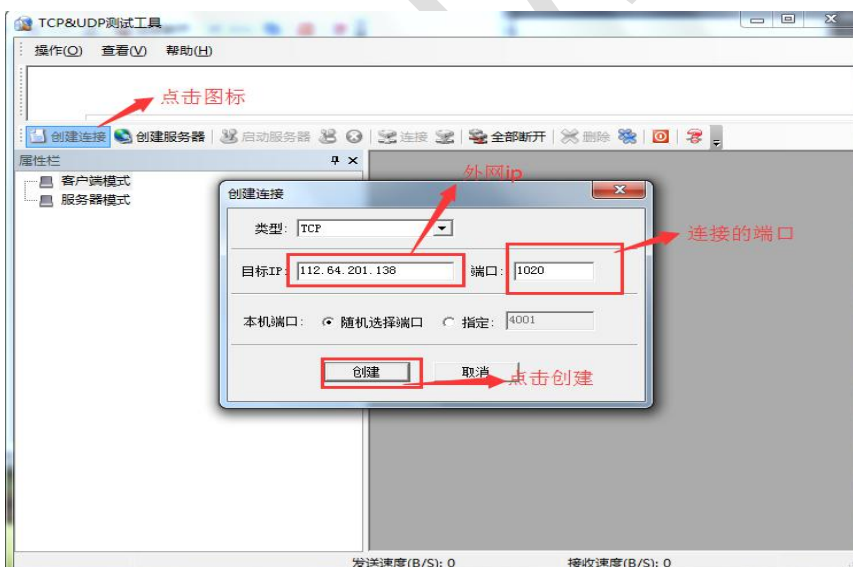 TCP&UDP测试工具
操作(O) 查看(V) 帮助(H)
点击图标
创建连接 创建服务器 启动服务器 连接 全部断开 删除
属性栏
客户端模式
服务器模式
外网ip
创建连接
类型: TCP
连接的端口
目标IP: 112.64.201.138 端口: 1020
本机端口: 随机选择端口 指定: 4001
创建 取消
点击创建
发送速度(B/S): 0 接收速度(B/S): 0